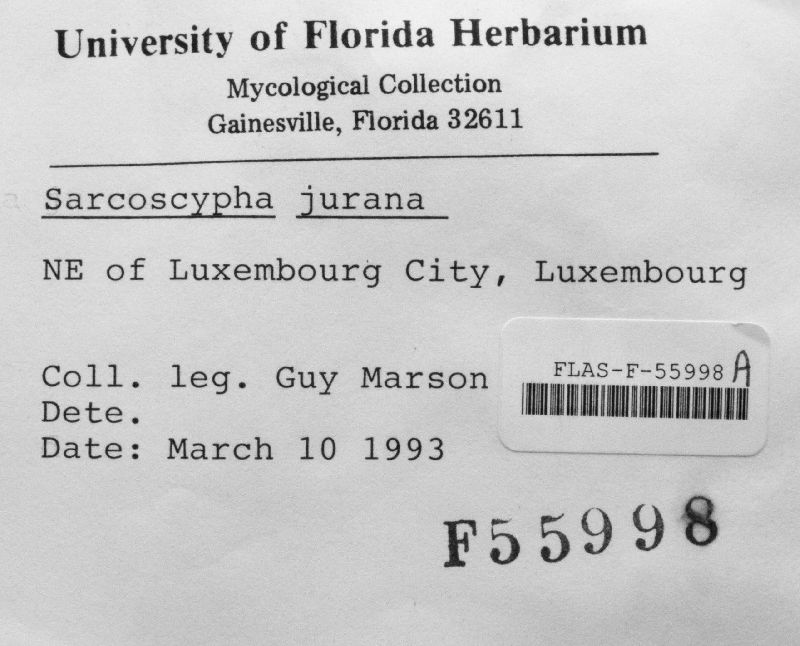 University of Florida Herbarium
Mycological Collection
Gainesville, Florida 32611
Sarcoscypha jurana
NE of Luxembourg City, Luxembourg
FLAS-F-55998 A
Coll. leg. Guy Marson
Dete.
Date: March 10 1993
F55998